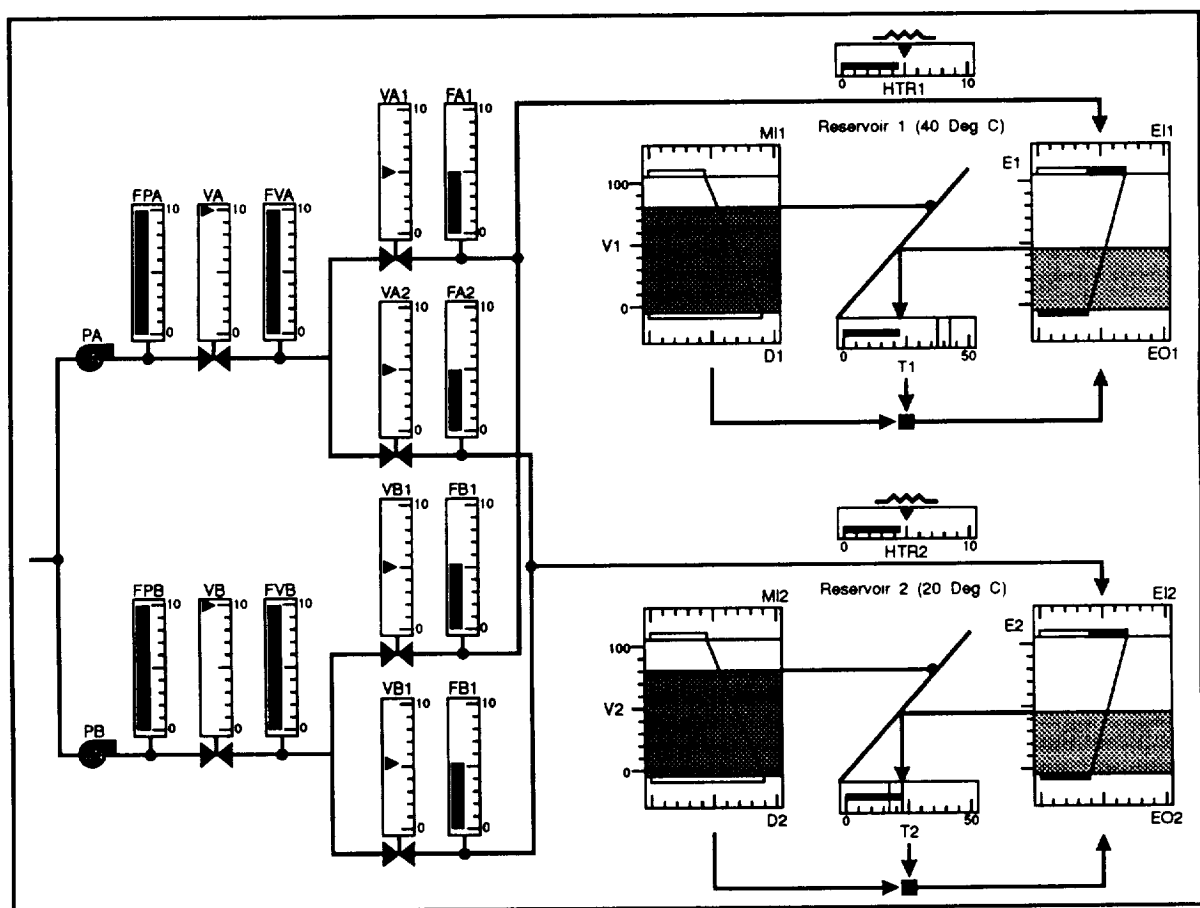 HTR1
0 10
VA1 FA1
10 10
0 0
Reservoir 1 (40 Deg C)
MI1
EI1
E1
100
V1
0
D1
EO1
0 50
T1
FPA VA FVA
10 10 10
0 0
PA
VA2 FA2
10 10
0 0
VB1 FB1
10 10
0 0
HTR2
0 10
Reservoir 2 (20 Deg C)
MI2
EI2
E2
100
V2
0
D2
EO2
0 50
T2
FPB VB FVB
10 10 10
0 0
PB
VB1 FB1
10 10
0 0